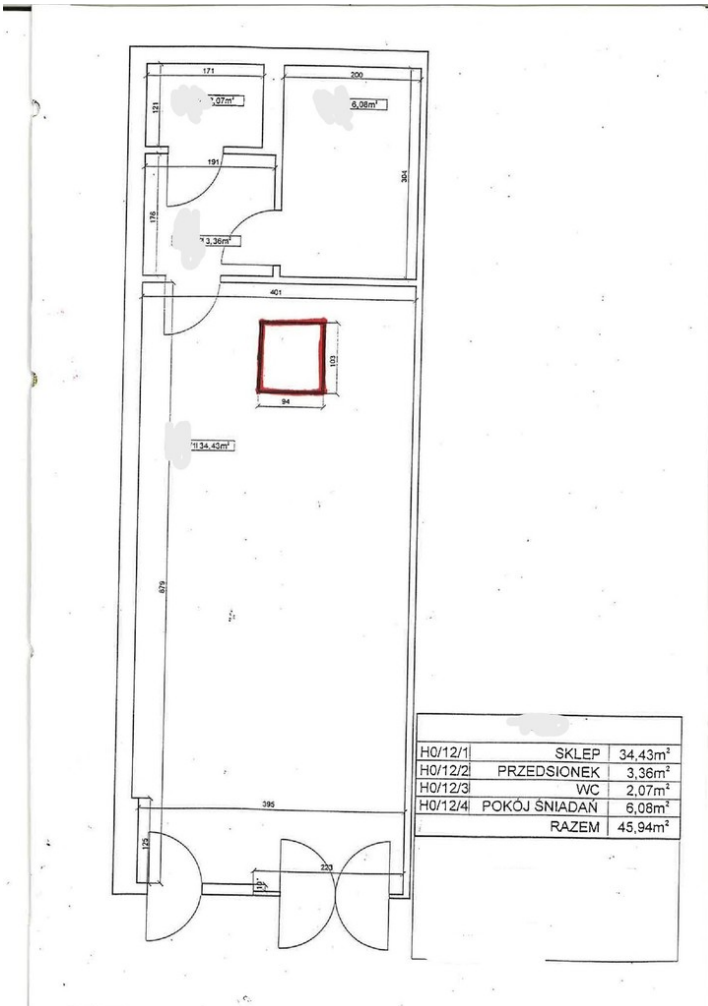 171
200
2,07m²
6,08m²
121
191
304
176
3,36m²
401
103
94
34,43m²
879
395
125
223
10
H0/12/1 SKLEP 34,43m²
H0/12/2 PRZEDSIONEK 3,36m²
H0/12/3 WC 2,07m²
H0/12/4 POKÓJ ŚNIADAŃ 6,08m²
RAZEM 45,94m²